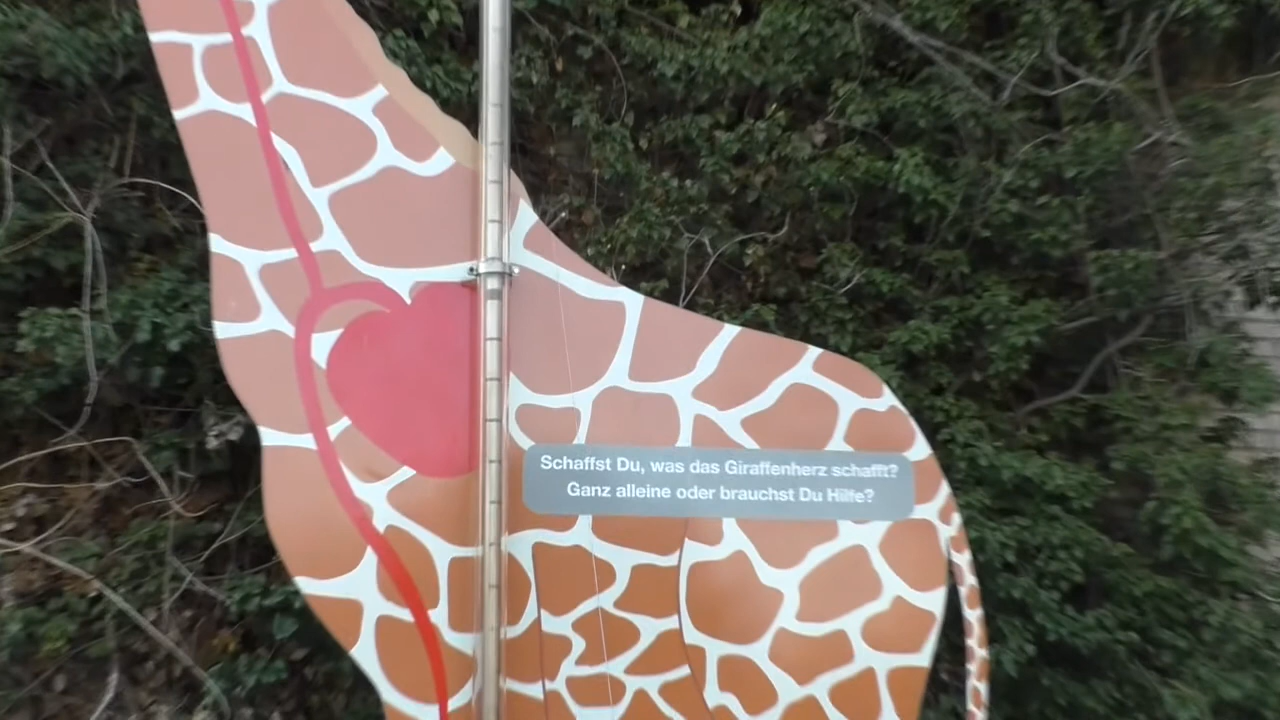 Schaffst Du, was das Giraffenherz schafft?
Ganz alleine oder brauchst Du Hilfe?